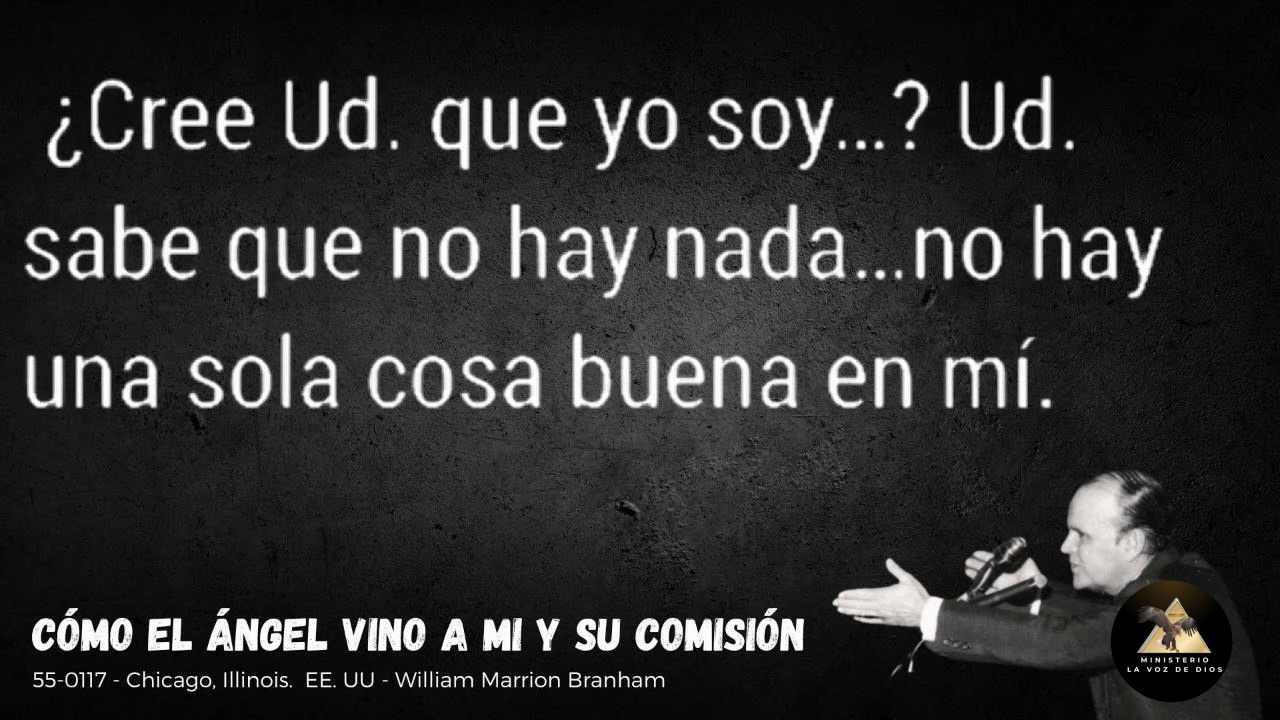 ¿Cree Ud. que yo soy...? Ud.
sabe que no hay nada...no hay
una sola cosa buena en mí.
CÓMO EL ÁNGEL VINO A MI Y SU COMISIÓN
55-0117 - Chicago, Illinois.  EE. UU - William Marrion Branham
MINISTERIO
LA VOZ DE DIOS